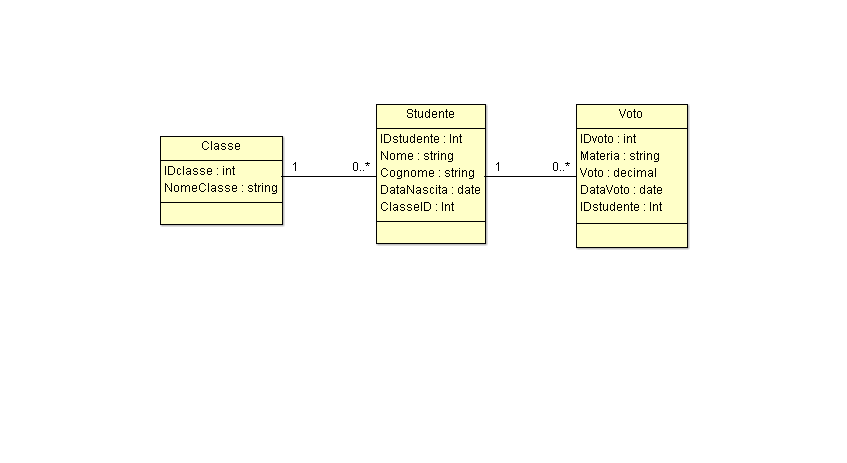 Classe
IDclasse : int
NomeClasse : string
1
0..*
Studente
IDstudente : Int
Nome : string
Cognome : string
DataNascita : date
ClasseID : Int
1
0..*
Voto
IDvoto : int
Materia : string
Voto : decimal
DataVoto : date
IDstudente : Int